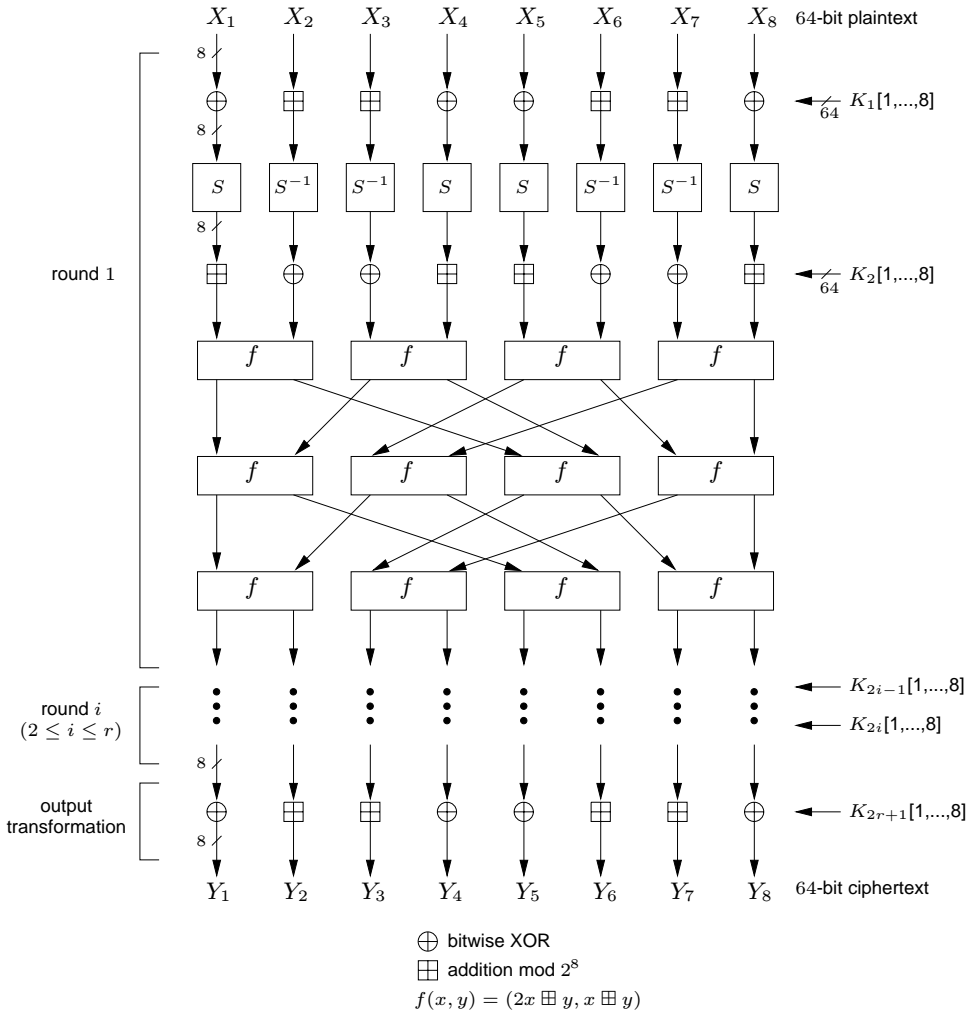 X₁ X₂ X₃ X₄ X₅ X₆ X₇ X₈ 64-bit plaintext
8
K₁[1,...,8]
64
8
S S⁻¹ S⁻¹ S S S⁻¹ S⁻¹ S
8
round 1
K₂[1,...,8]
64
f f f f
f f f f
f f f f
K₂ᵢ₋₁[1,...,8]
round i
(2 ≤ i ≤ r)
K₂ᵢ[1,...,8]
8
output
transformation
K₂ᵣ₊₁[1,...,8]
8
Y₁ Y₂ Y₃ Y₄ Y₅ Y₆ Y₇ Y₈ 64-bit ciphertext
⊕ bitwise XOR
⊞ addition mod 2⁸
f(x, y) = (2x ⊞ y, x ⊞ y)